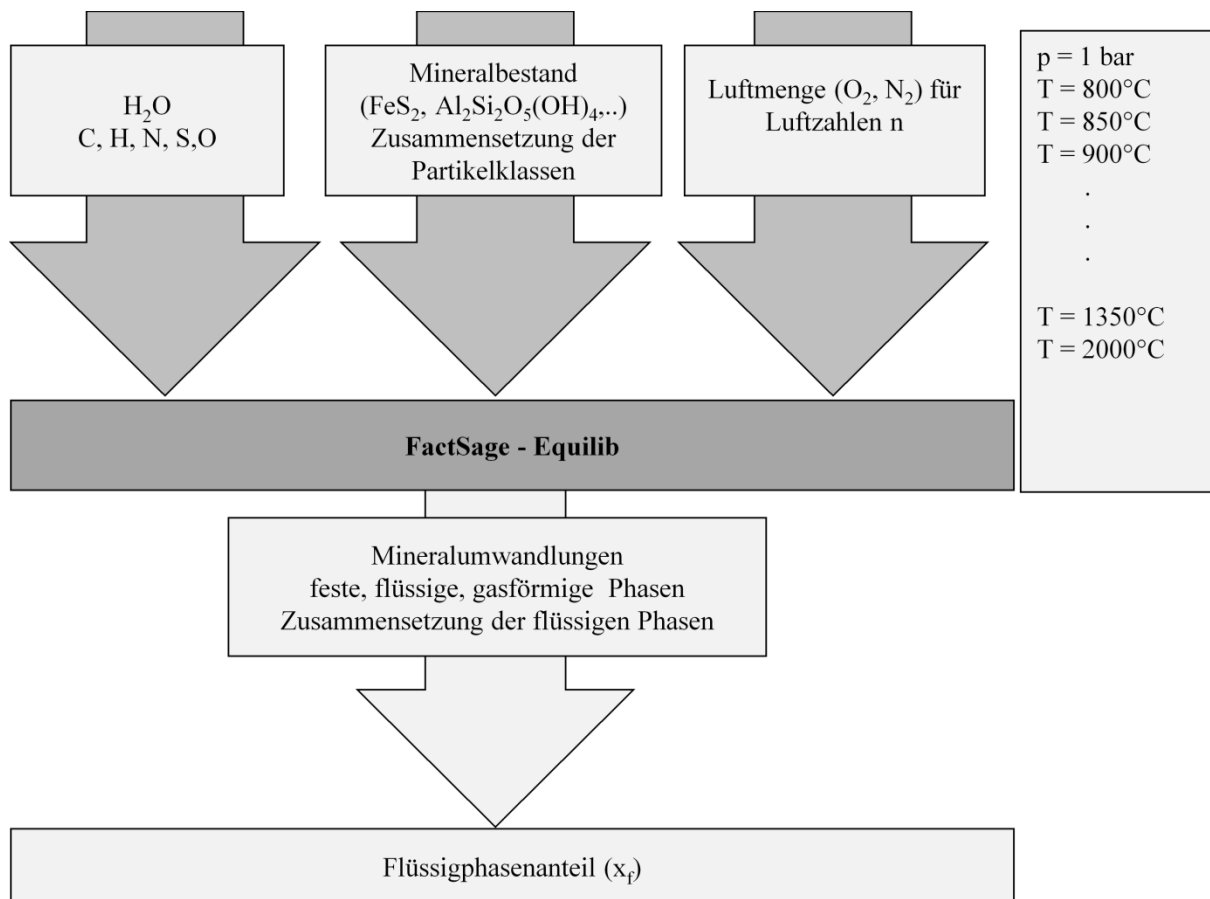 H₂O
C, H, N, S,O
Mineralbestand
(FeS₂, Al₂Si₂O₅(OH)₄,..)
Zusammensetzung der
Partikelklassen
Luftmenge (O₂, N₂) für
Luftzahlen n
p = 1 bar
T = 800°C
T = 850°C
T = 900°C
.
.
.
T = 1350°C
T = 2000°C
FactSage - Equilib
Mineralumwandlungen
feste, flüssige, gasförmige Phasen
Zusammensetzung der flüssigen Phasen
Flüssigphasenanteil (x_f)